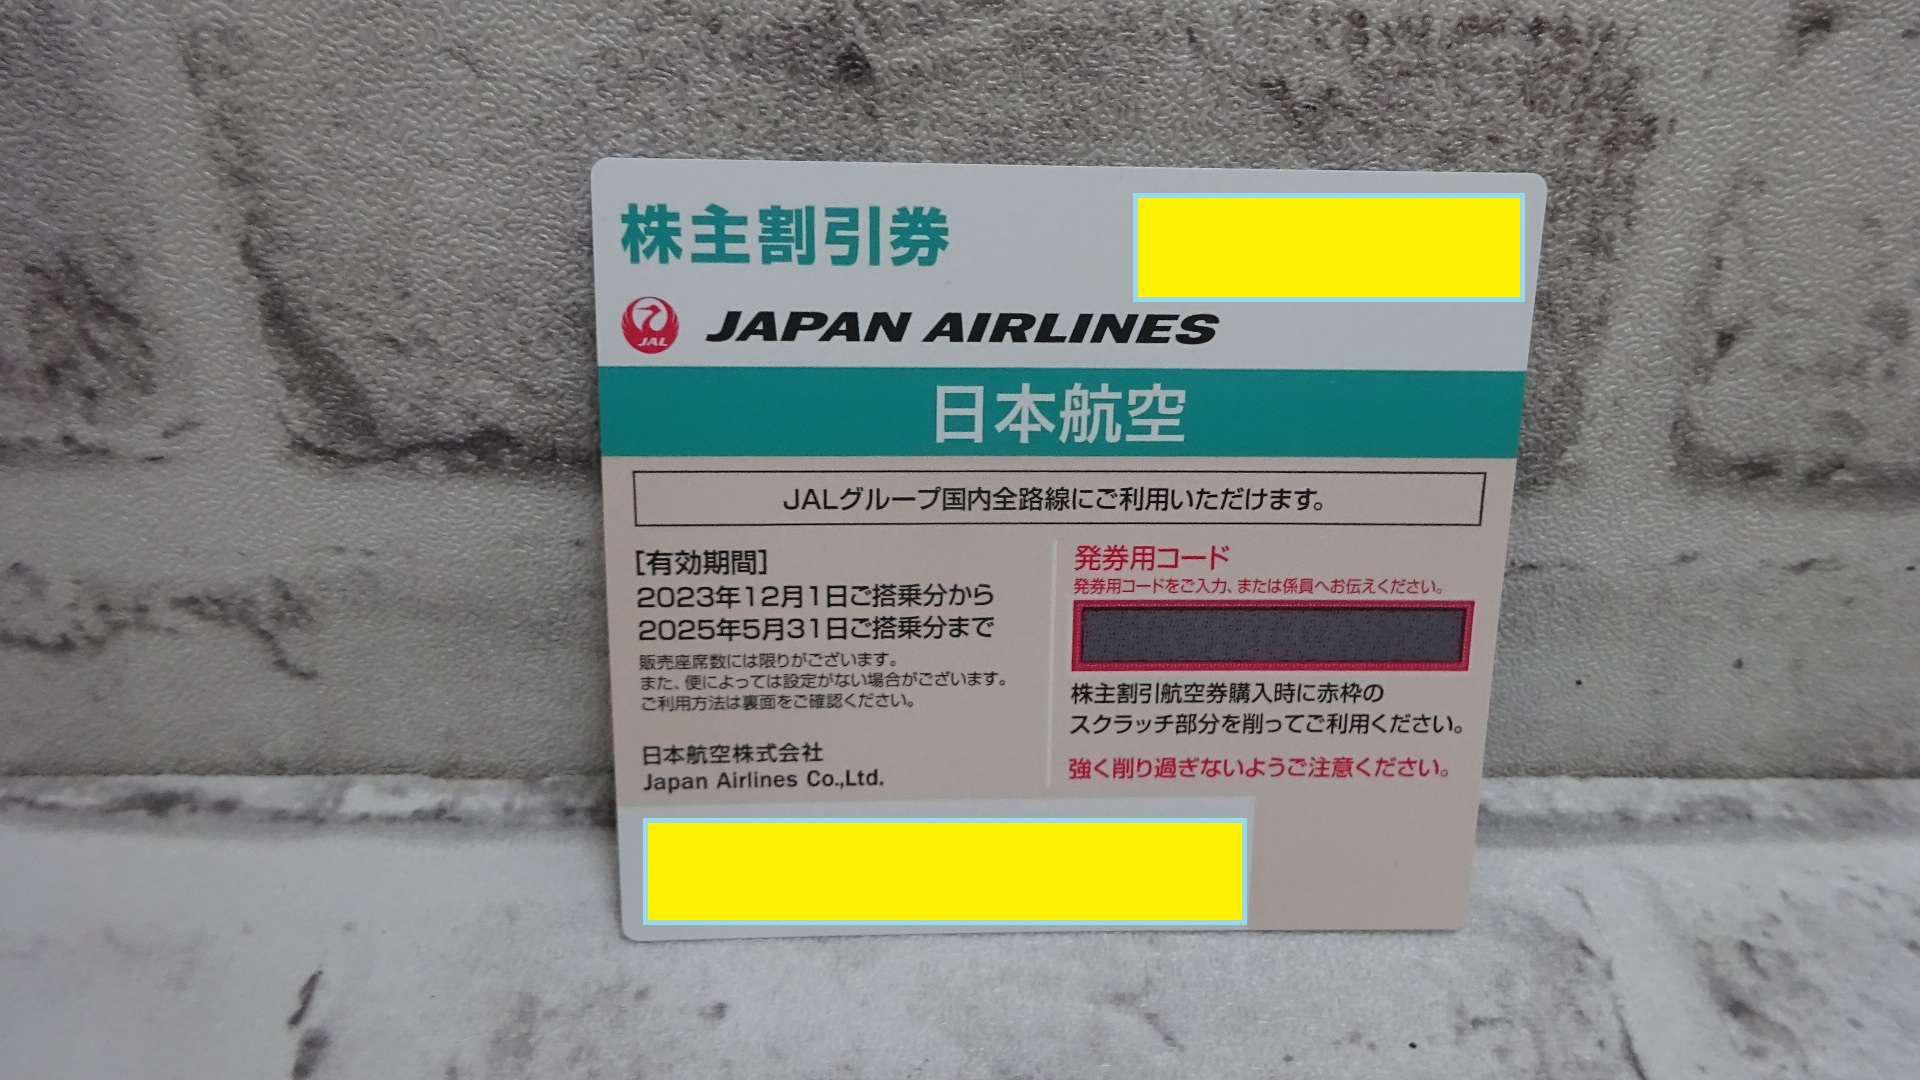 株主割引券
JAL
JAPAN AIRLINES
日本航空
JALグループ国内全路線にご利用いただけます。
[有効期間]
2023年12月1日ご搭乗分から
2025年5月31日ご搭乗分まで
販売座席数には限りがございます。
また、便によっては設定がない場合がございます。
ご利用方法は裏面をご確認ください。
日本航空株式会社
Japan Airlines Co.,Ltd.
発券用コード
発券用コードをご入力、または係員へお伝えください。
株主割引航空券購入時に赤枠の
スクラッチ部分を削ってご利用ください。
強く削り過ぎないようご注意ください。